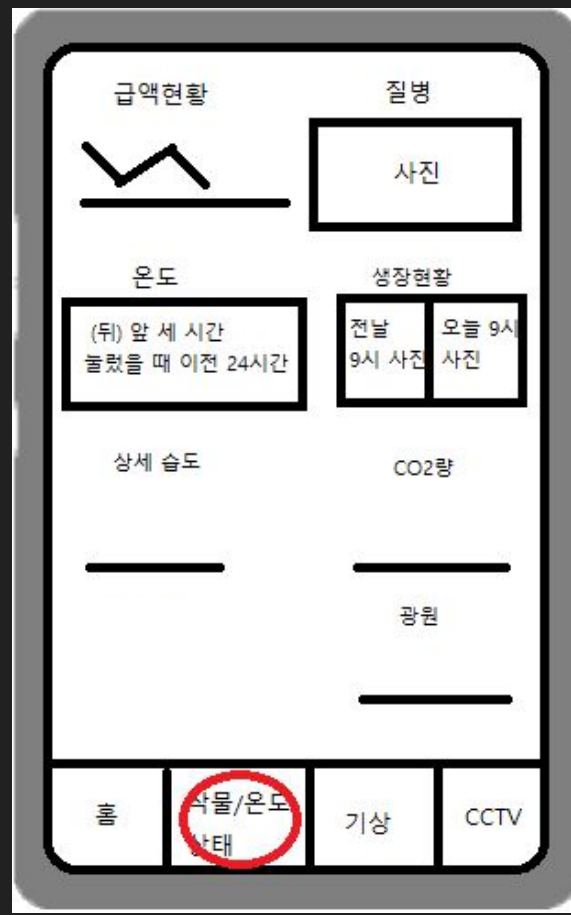 급액현황
질병
사진
온도
생장현황
(뒤) 앞 세 시간
눌렀을 때 이전 24시간
전날
9시 사진
오늘 9시
사진
상세 습도
CO2량
광원
홈
작물/온도
상태
기상
CCTV